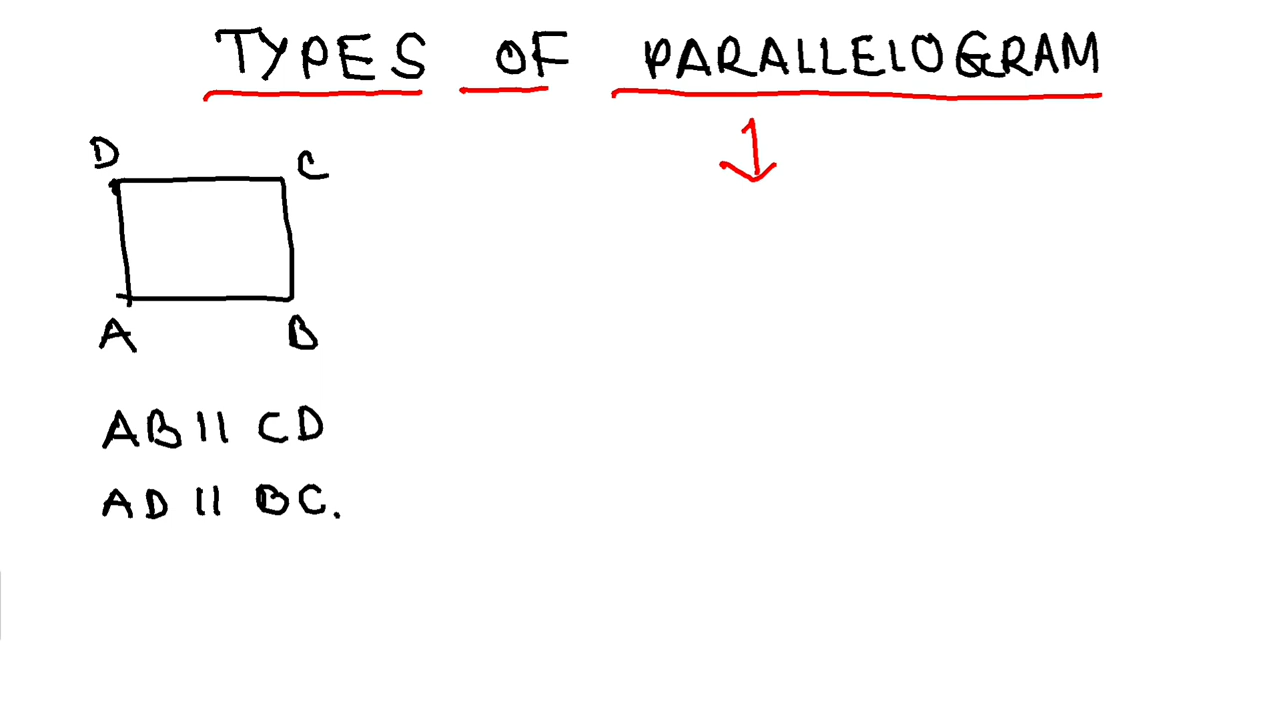 TYPES OF PARALLELOGRAM
D
C
A
B
AB || CD
AD || BC.